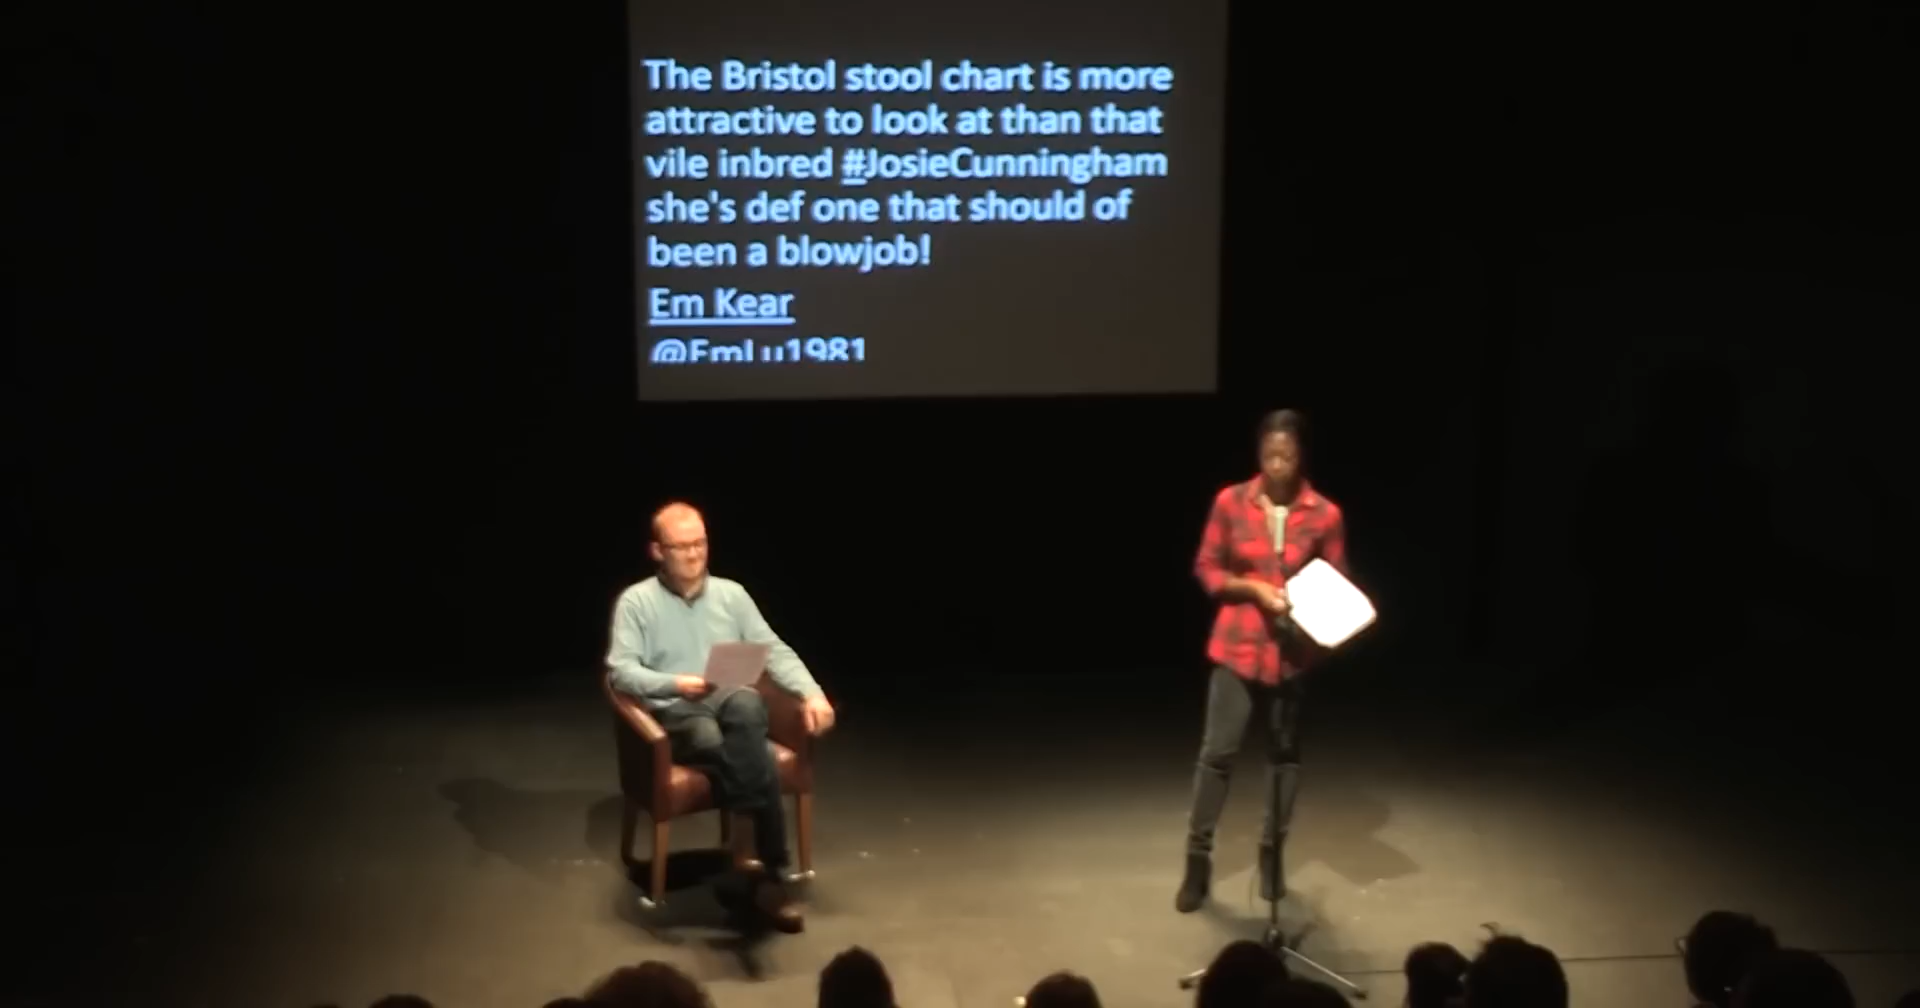 The Bristol stool chart is more
attractive to look at than that
vile inbred #JosieCunningham
she's def one that should of
been a blowjob!
Em Kear
@EmLu1981